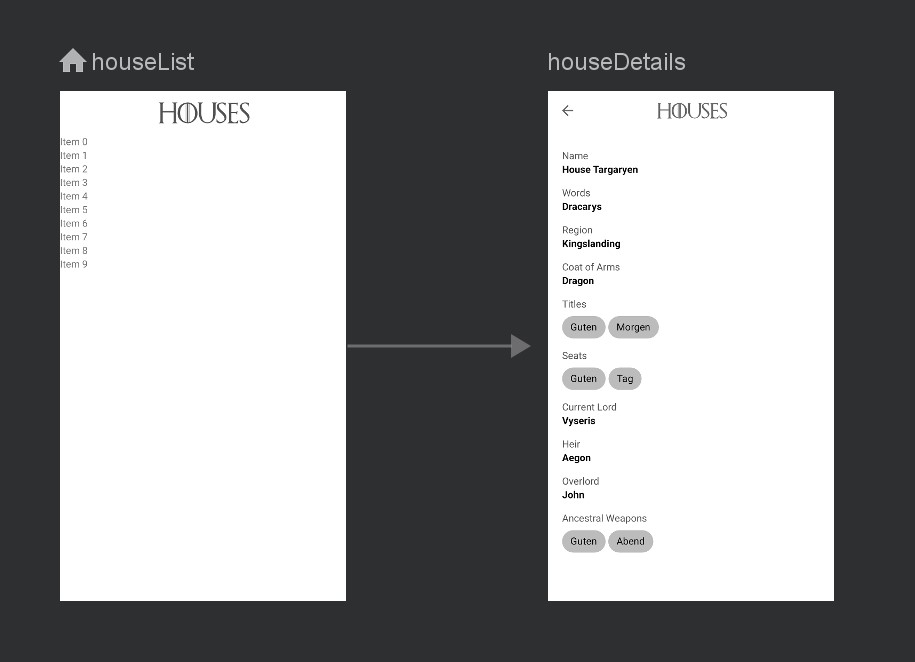 houseList
HOUSES
Item 0
Item 1
Item 2
Item 3
Item 4
Item 5
Item 6
Item 7
Item 8
Item 9
houseDetails
HOUSES
Name
House Targaryen
Words
Dracarys
Region
Kingslanding
Coat of Arms
Dragon
Titles
Guten Morgen
Seats
Guten Tag
Current Lord
Vyseris
Heir
Aegon
Overlord
John
Ancestral Weapons
Guten Abend